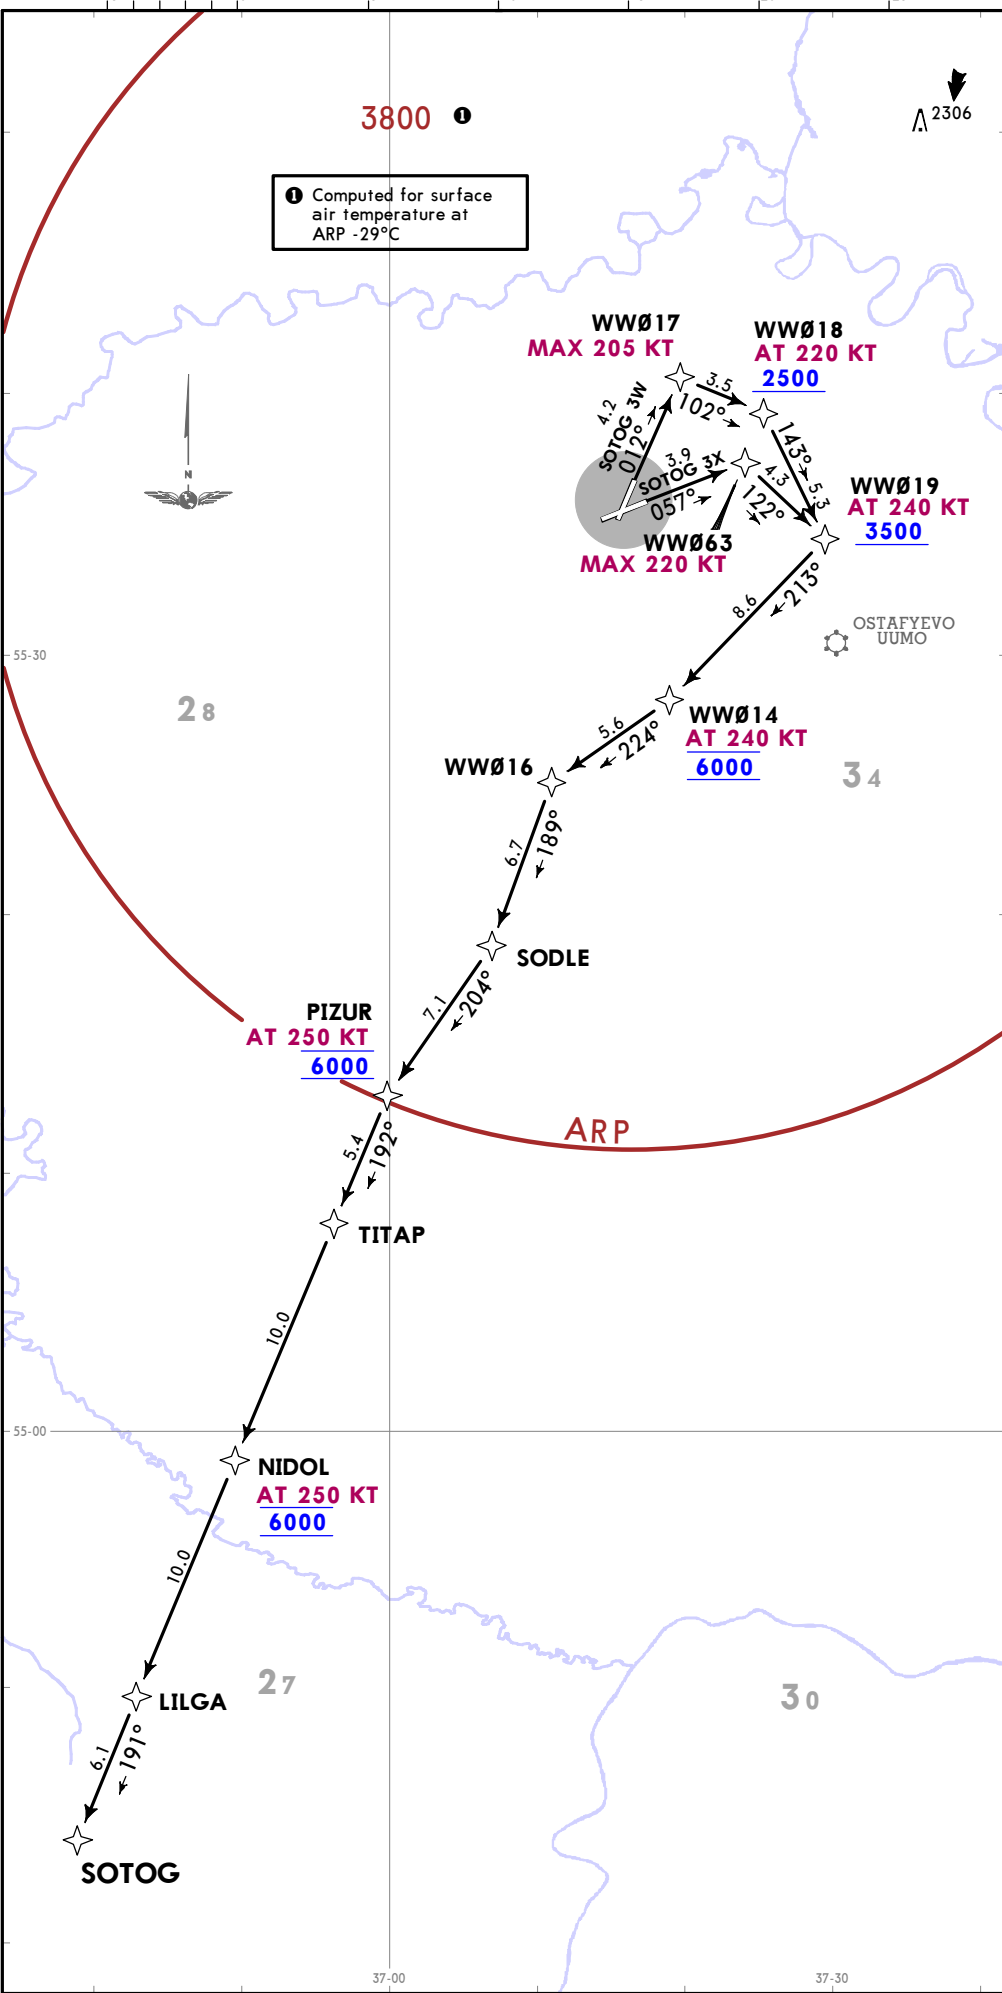 3800 ❶
2306
❶ Computed for surface
air temperature at
ARP -29°C
WWØ17
MAX 205 KT
WWØ18
AT 220 KT
2500
4.2
SOTOG 3W
012°
3.5
102°
143°
5.3
3.9
SOTOG 3X
057°
4.3
122°
WWØ63
MAX 220 KT
WWØ19
AT 240 KT
3500
N
213°
8.6
OSTAFYEVO
UUMO
55-30
28
WWØ14
AT 240 KT
6000
5.6
224°
WWØ16
34
6.7
189°
SODLE
7.1
204°
PIZUR
AT 250 KT
6000
ARP
5.4
192°
TITAP
10.0
55-00
NIDOL
AT 250 KT
6000
10.0
27
LILGA
30
6.1
191°
SOTOG
37-00
37-30